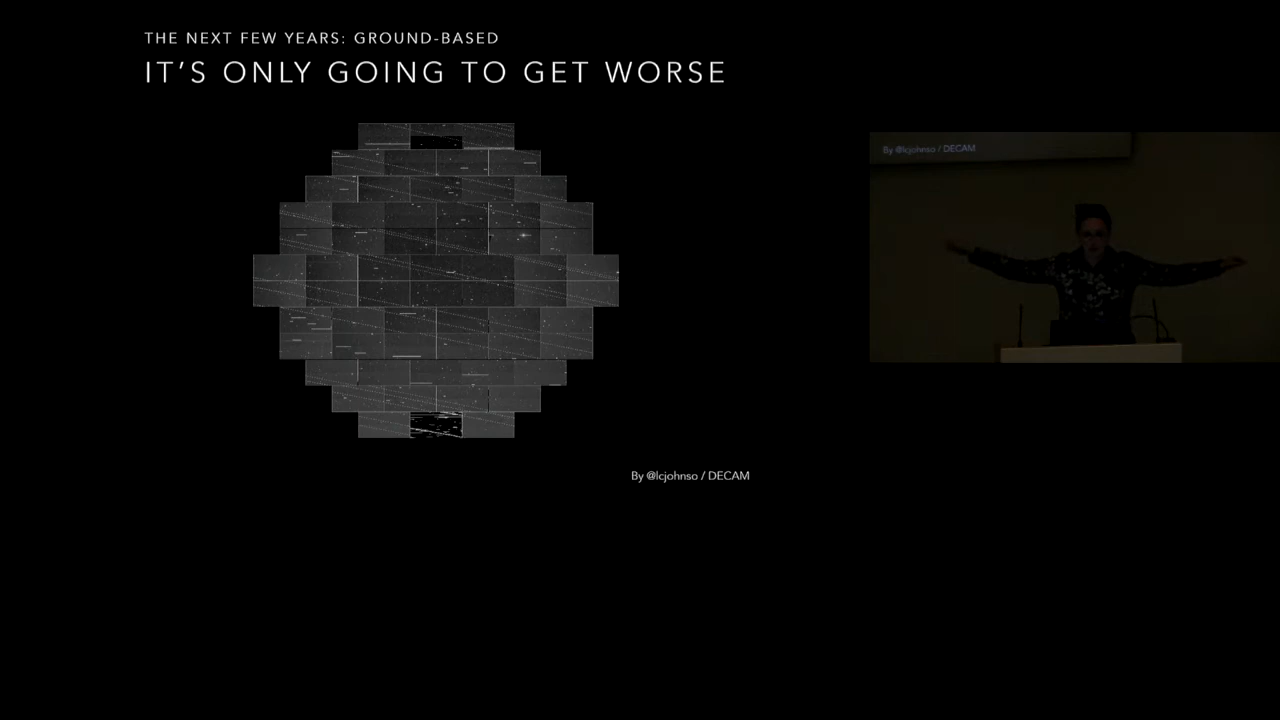 THE NEXT FEW YEARS: GROUND-BASED
IT'S ONLY GOING TO GET WORSE
By @lcjohnso / DECAM
By @lcjohnso / DECAM